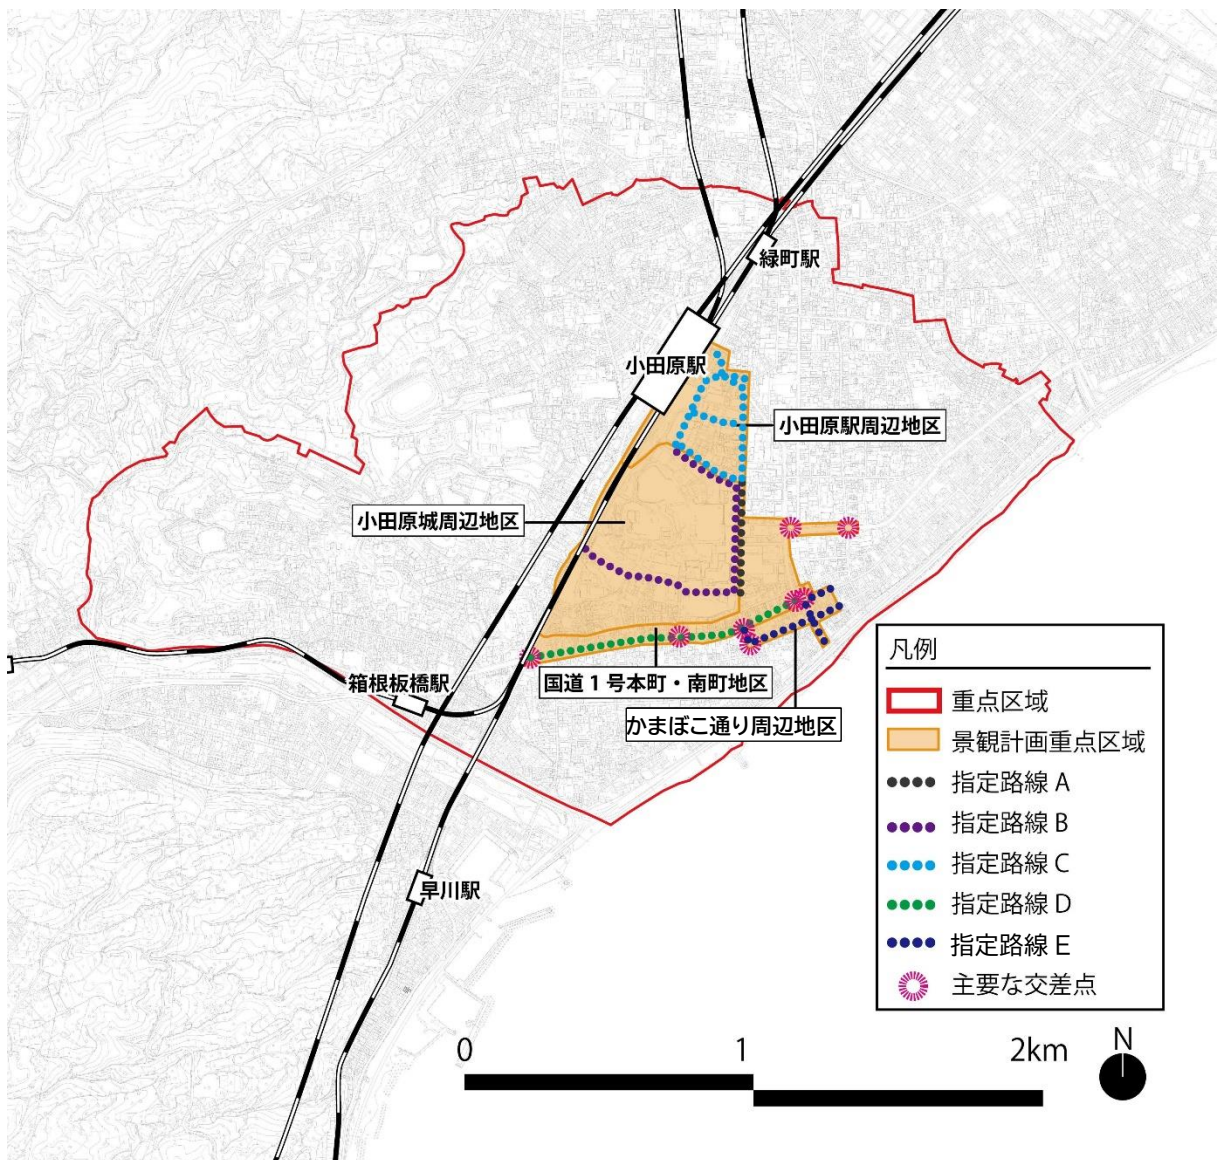 緑町駅
小田原駅
小田原駅周辺地区
小田原城周辺地区
国道1号本町・南町地区
箱根板橋駅
かまぼこ通り周辺地区
早川駅
凡例
重点区域
景観計画重点区域
指定路線 A
指定路線 B
指定路線 C
指定路線 D
指定路線 E
主要な交差点
0 1 2km
N